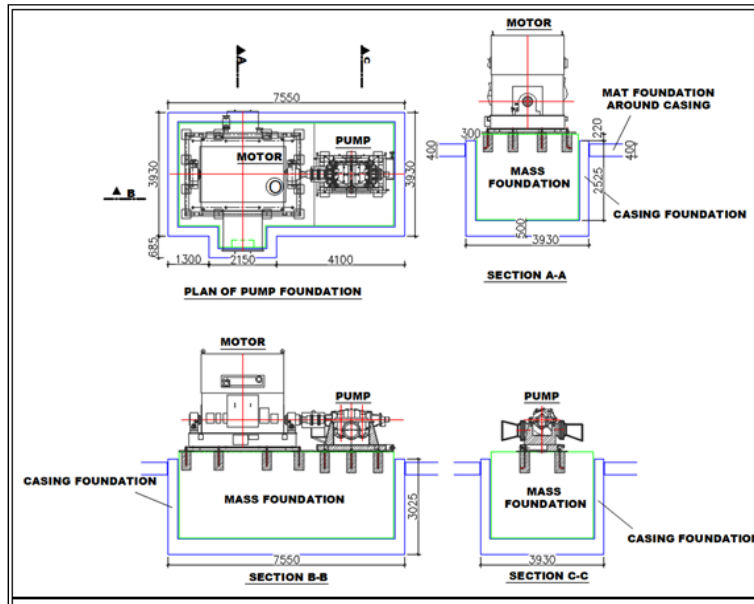 A
C
7550
MOTOR
PUMP
3930
3930
B
685
1300
2150
4100
PLAN OF PUMP FOUNDATION
MOTOR
MAT FOUNDATION
AROUND CASING
300
220
400
400
MASS
FOUNDATION
2525
CASING FOUNDATION
500
3930
SECTION A-A
MOTOR
PUMP
CASING FOUNDATION
MASS FOUNDATION
3025
7550
SECTION B-B
PUMP
MASS
FOUNDATION
CASING FOUNDATION
3930
SECTION C-C